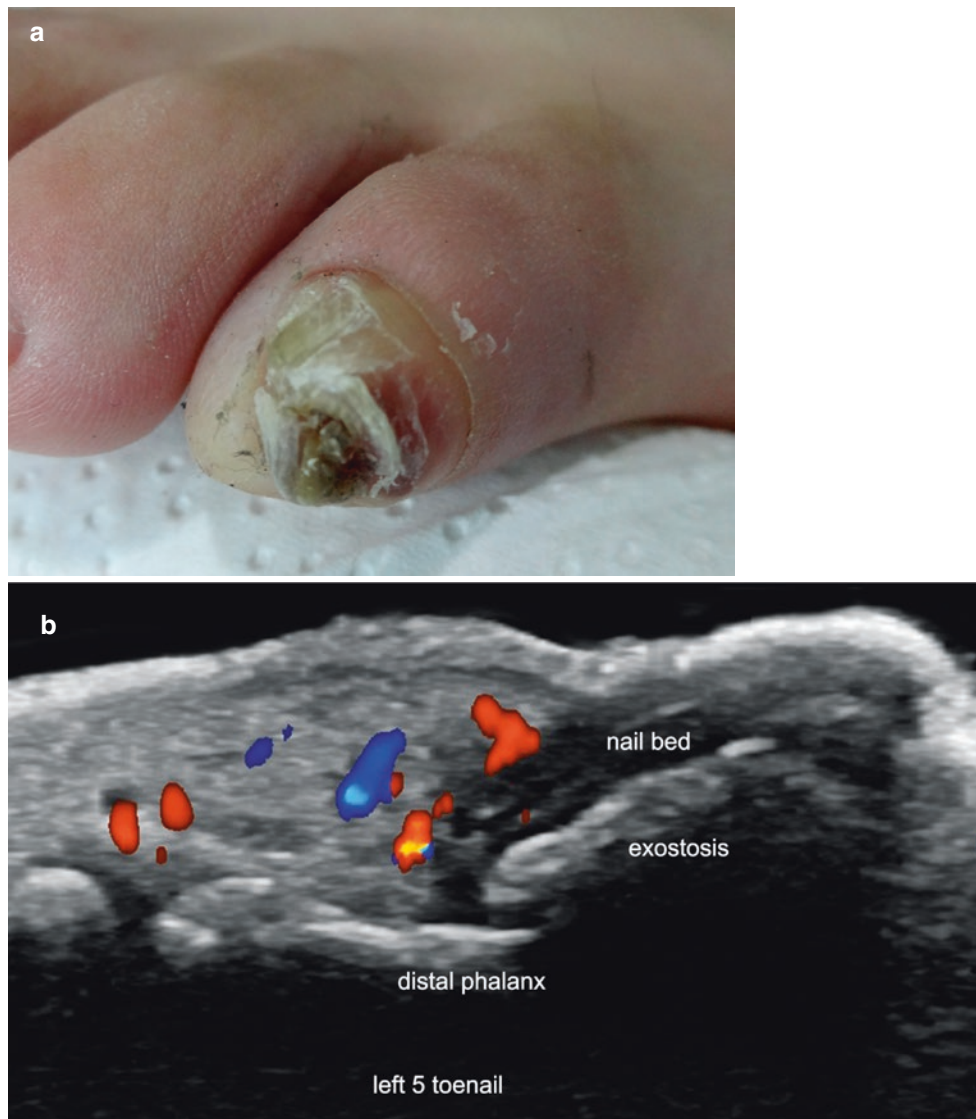 a
b
nail bed
exostosis
distal phalanx
left 5 toenail